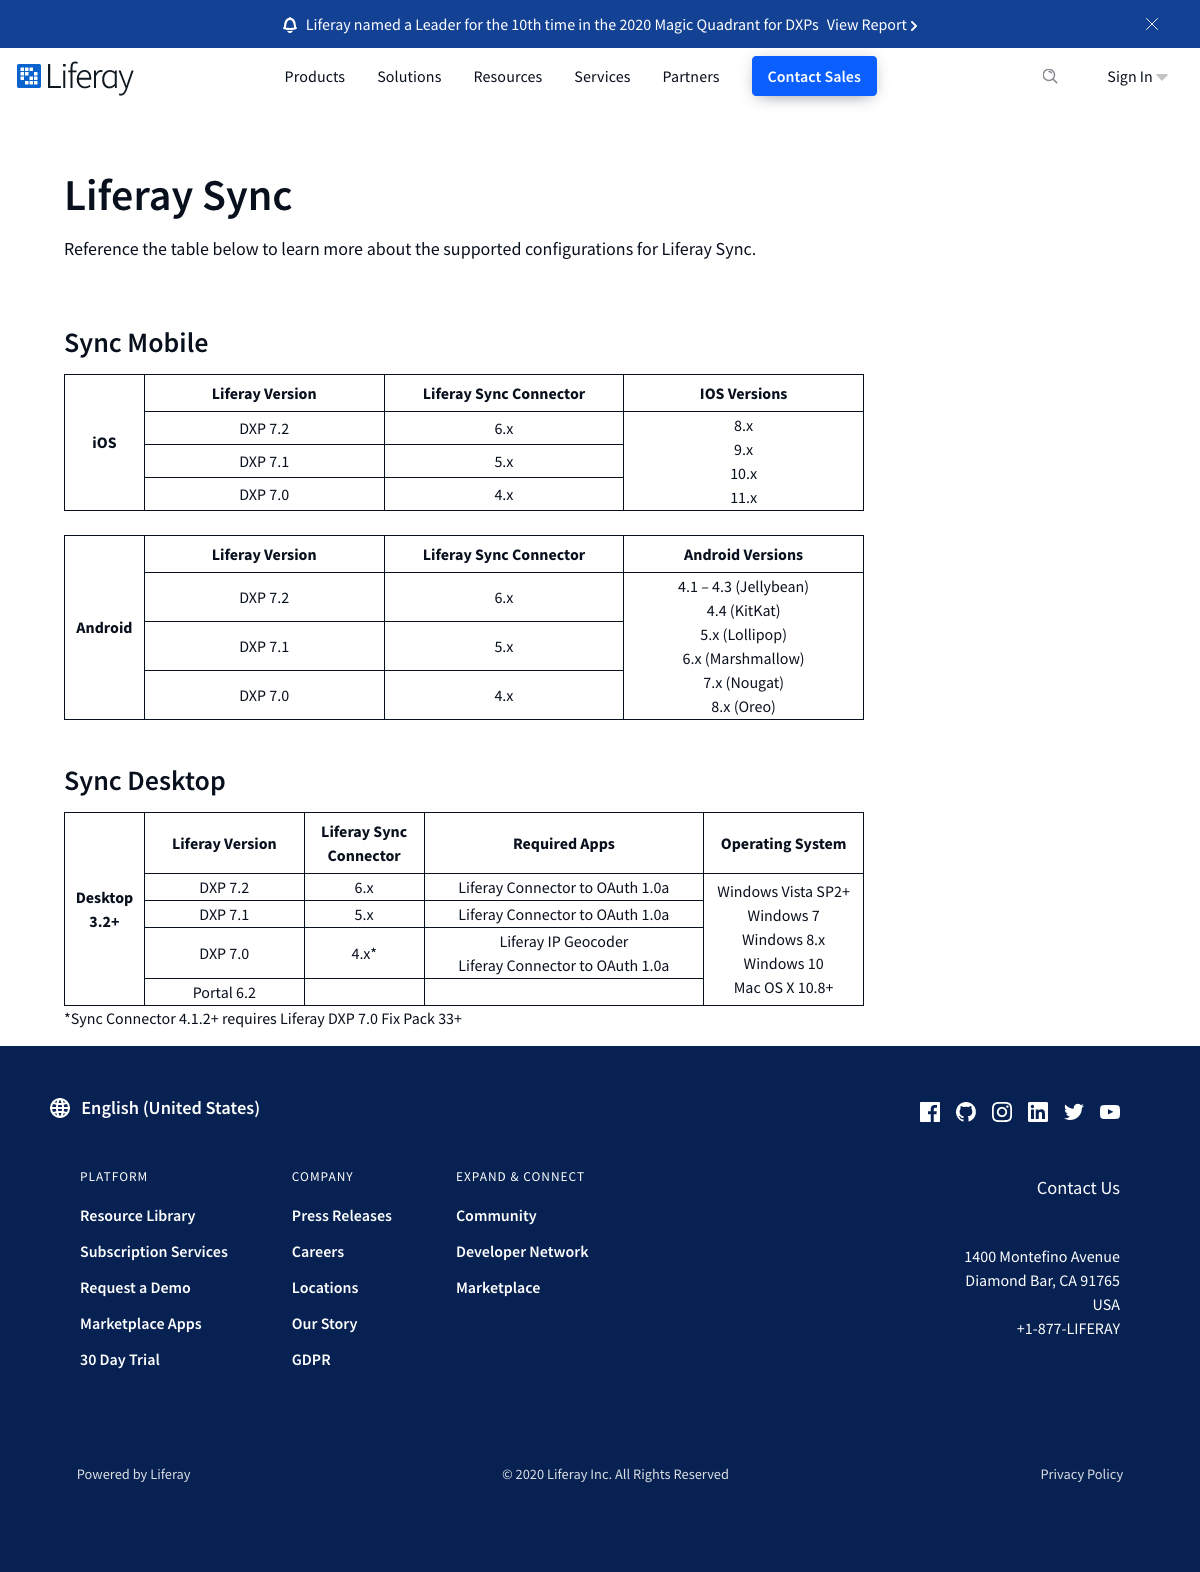 Liferay named a Leader for the 10th time in the 2020 Magic Quadrant for DXPs View Report
Liferay
Products Solutions Resources Services Partners Contact Sales Sign In
Liferay Sync
Reference the table below to learn more about the supported configurations for Liferay Sync.
Sync Mobile
iOS
Liferay Version Liferay Sync Connector IOS Versions
DXP 7.2 6.x
DXP 7.1 5.x
DXP 7.0 4.x
8.x
9.x
10.x
11.x
Android
Liferay Version Liferay Sync Connector Android Versions
DXP 7.2 6.x
DXP 7.1 5.x
DXP 7.0 4.x
4.1 – 4.3 (Jellybean)
4.4 (KitKat)
5.x (Lollipop)
6.x (Marshmallow)
7.x (Nougat)
8.x (Oreo)
Sync Desktop
Desktop
3.2+
Liferay Version
Liferay Sync
Connector
Required Apps
Operating System
DXP 7.2 6.x Liferay Connector to OAuth 1.0a
DXP 7.1 5.x Liferay Connector to OAuth 1.0a
DXP 7.0 4.x*
Liferay IP Geocoder
Liferay Connector to OAuth 1.0a
Portal 6.2
Windows Vista SP2+
Windows 7
Windows 8.x
Windows 10
Mac OS X 10.8+
*Sync Connector 4.1.2+ requires Liferay DXP 7.0 Fix Pack 33+
English (United States)
PLATFORM
Resource Library
Subscription Services
Request a Demo
Marketplace Apps
30 Day Trial
COMPANY
Press Releases
Careers
Locations
Our Story
GDPR
EXPAND & CONNECT
Community
Developer Network
Marketplace
Contact Us
1400 Montefino Avenue
Diamond Bar, CA 91765
USA
+1-877-LIFERAY
Powered by Liferay © 2020 Liferay Inc. All Rights Reserved Privacy Policy